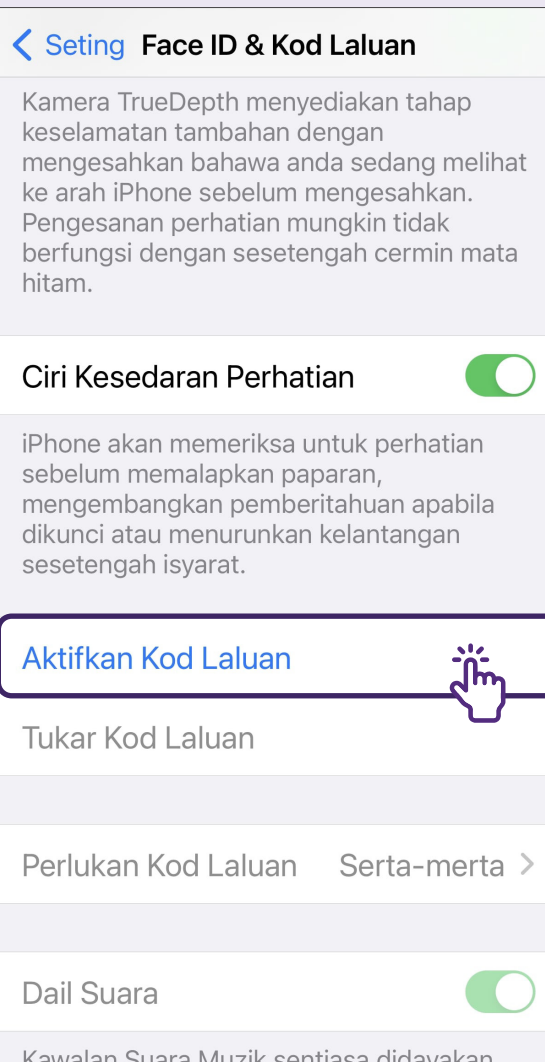 Seting Face ID & Kod Laluan
Kamera TrueDepth menyediakan tahap
keselamatan tambahan dengan
mengesahkan bahawa anda sedang melihat
ke arah iPhone sebelum mengesahkan.
Pengesanan perhatian mungkin tidak
berfungsi dengan sesetengah cermin mata
hitam.
Ciri Kesedaran Perhatian
iPhone akan memeriksa untuk perhatian
sebelum memalapkan paparan,
mengembangkan pemberitahuan apabila
dikunci atau menurunkan kelantangan
sesetengah isyarat.
Aktifkan Kod Laluan
Tukar Kod Laluan
Perlukan Kod Laluan Serta-merta
Dail Suara
Kawalan Suara Muzik sentiasa didayakan